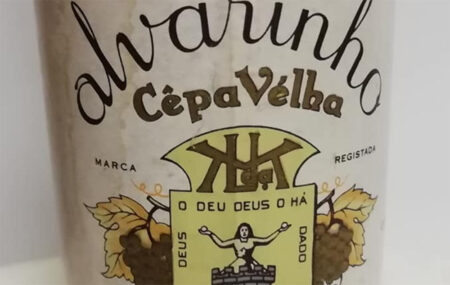 alvarinho
CêpaVélha
MARCA
REGISTADA
O DEU DEUS O HÁ
DEUS
DADO